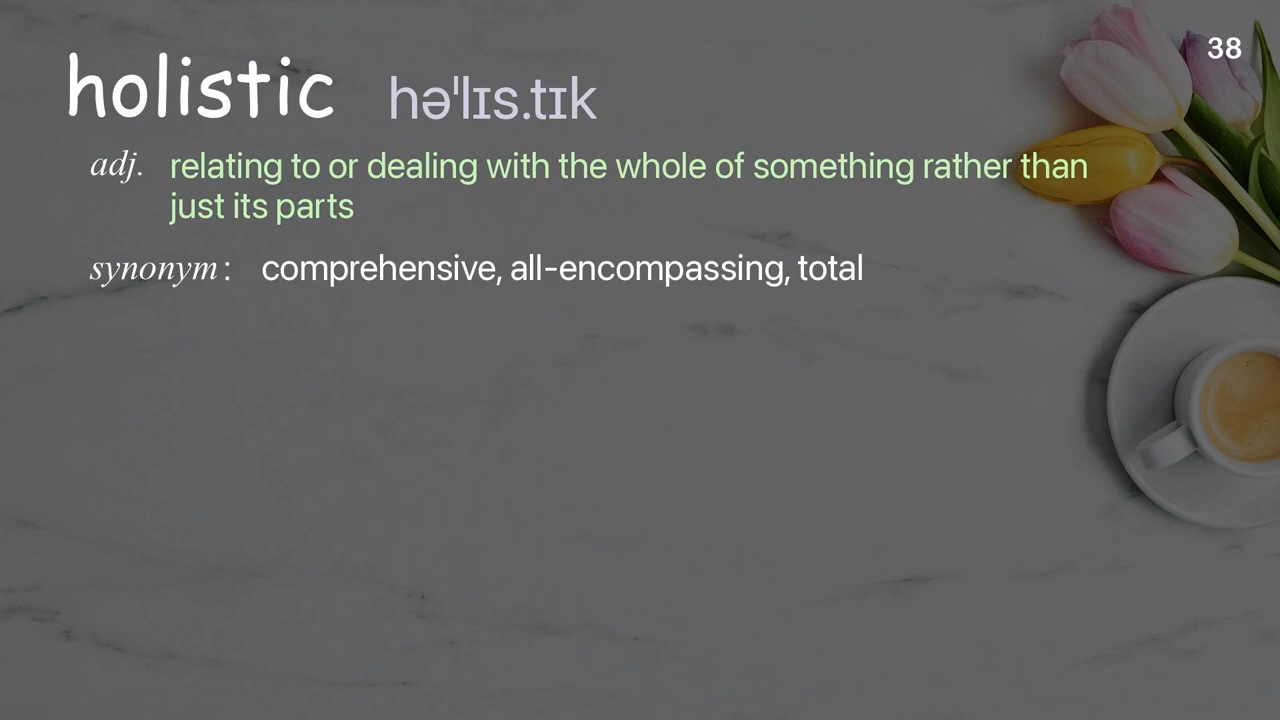 38
holistic həˈlɪs.tɪk
adj. relating to or dealing with the whole of something rather than
just its parts
synonym: comprehensive, all-encompassing, total